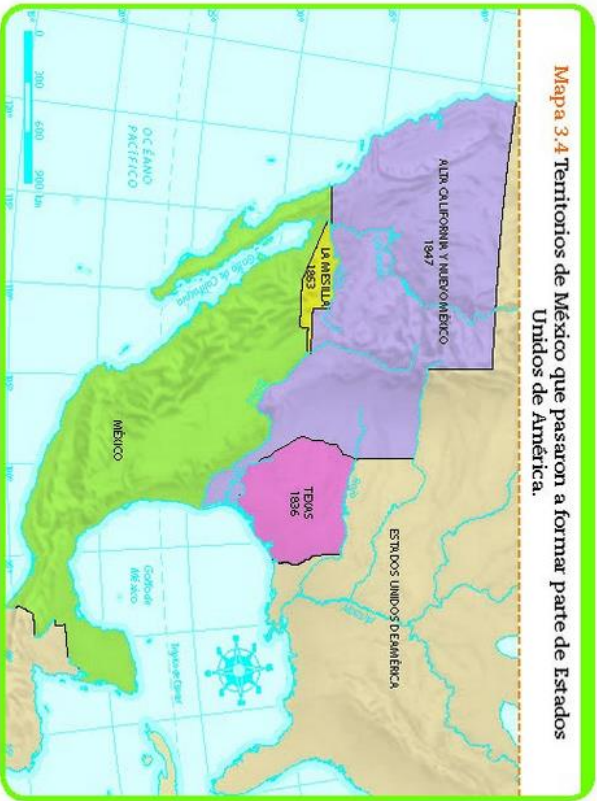 Mapa 3.4 Territorios de México que pasaron a formar parte de Estados
Unidos de América.
ALTA CALIFORNIA Y NUEVO MÉXICO
1847
LA MESILLA
1853
ESTADOS UNIDOS DE AMÉRICA
TEXAS
1836
MÉXICO
OCÉANO
PACÍFICO
Golfo de California
Golfo de
México
0 300 600 900 km